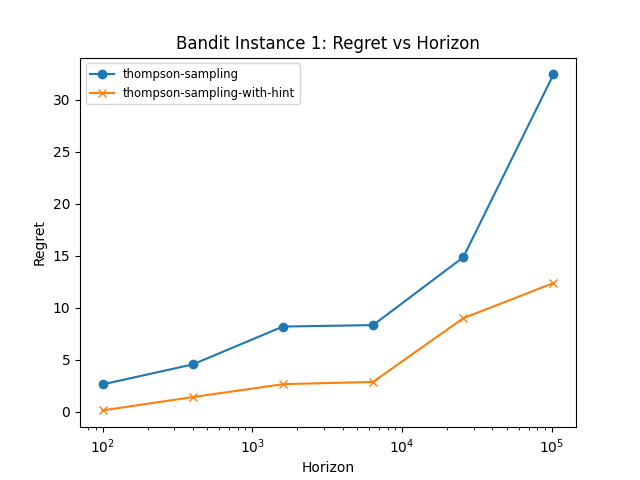 Bandit Instance 1: Regret vs Horizon
thompson-sampling
thompson-sampling-with-hint
30
25
20
15
10
5
0
Regret
10²
10³
10⁴
10⁵
Horizon